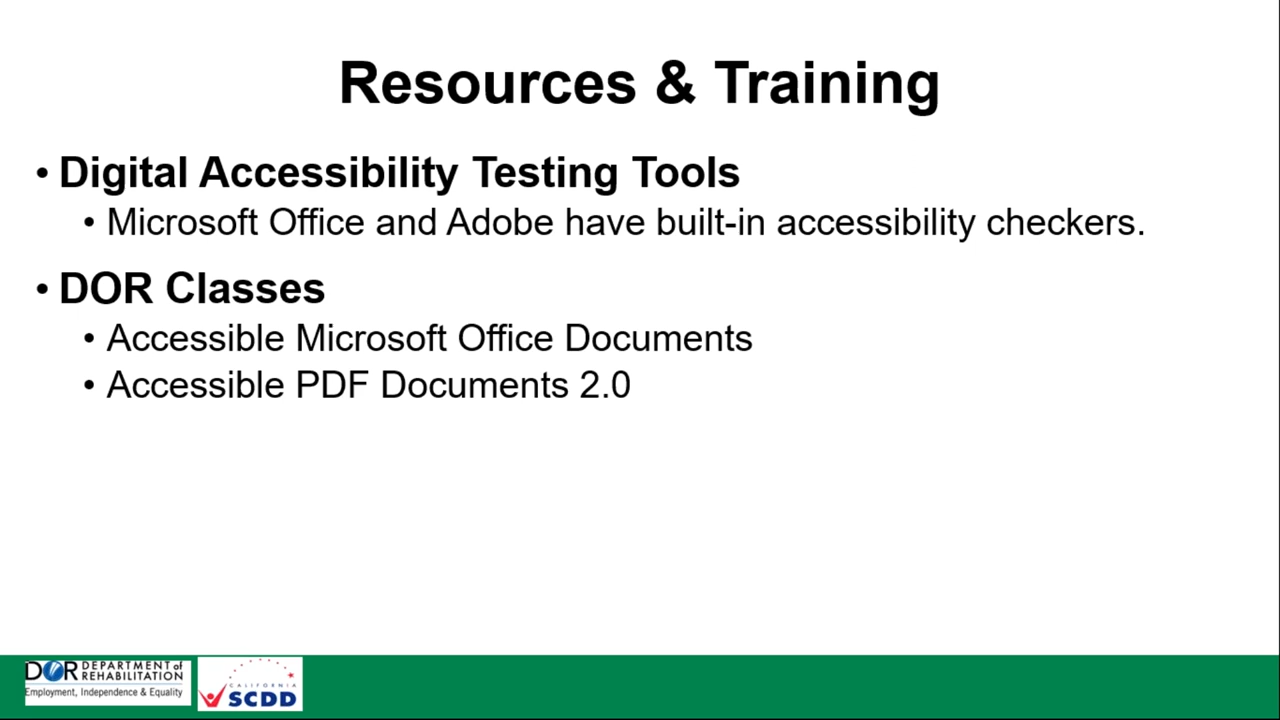 Resources & Training
• Digital Accessibility Testing Tools
• Microsoft Office and Adobe have built-in accessibility checkers.
• DOR Classes
• Accessible Microsoft Office Documents
• Accessible PDF Documents 2.0
DOR DEPARTMENT of REHABILITATION
Employment, Independence & Equality
CALIFORNIA
SCDD